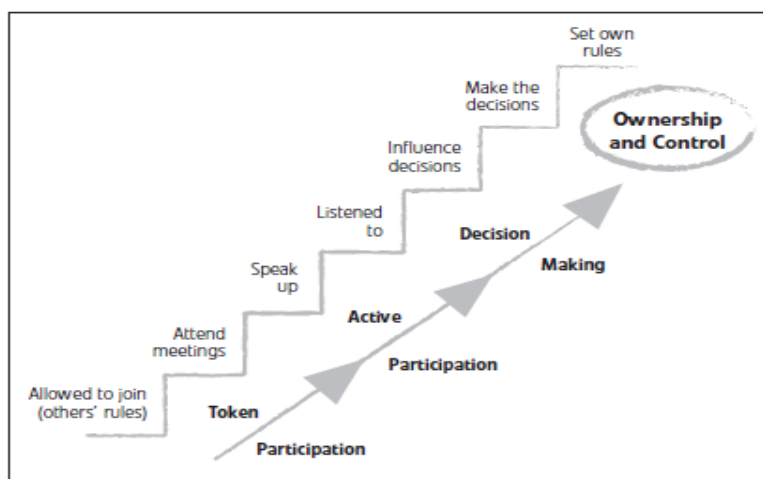 Set own
rules
Make the
decisions
Ownership
and Control
Influence
decisions
Listened
to
Decision
Making
Speak
up
Active
Participation
Attend
meetings
Allowed to join
(others' rules)
Token
Participation